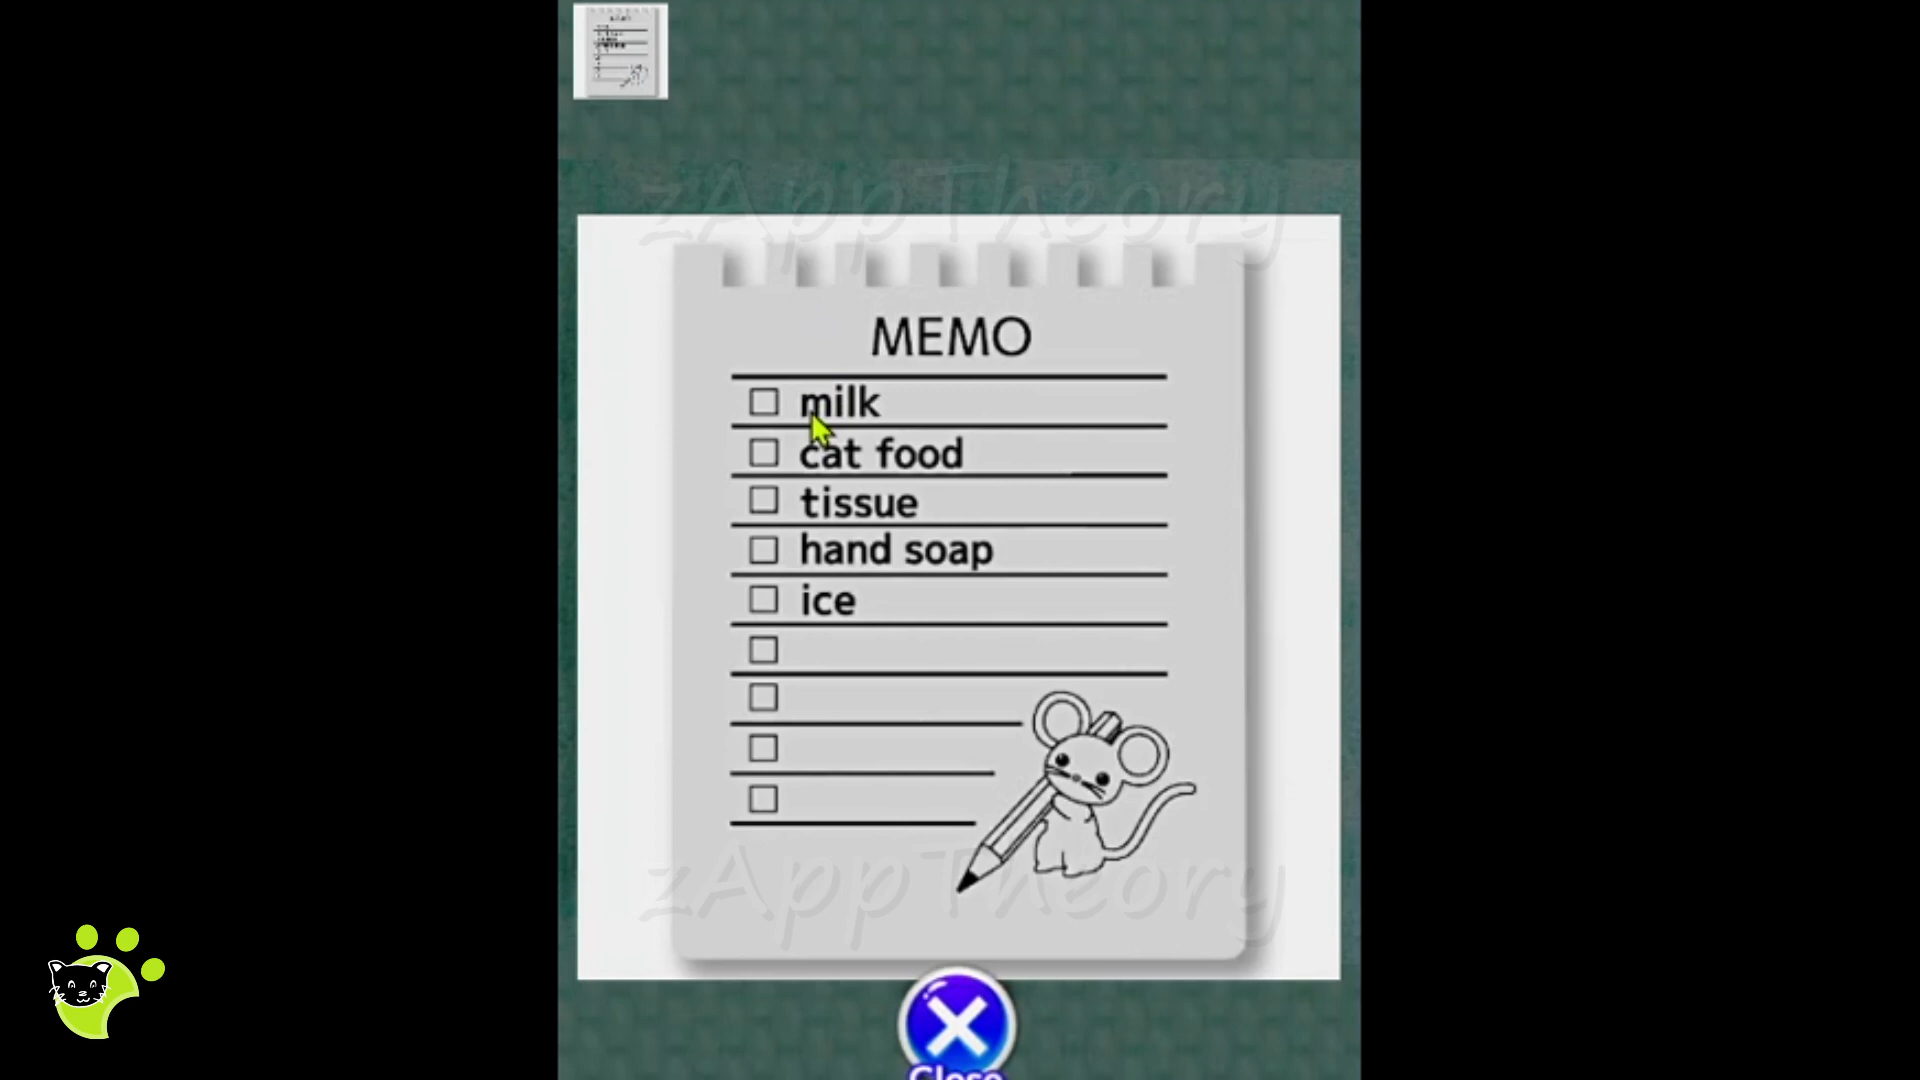 zAppTheory
MEMO
milk
cat food
tissue
hand soap
ice
zAppTheory
Close